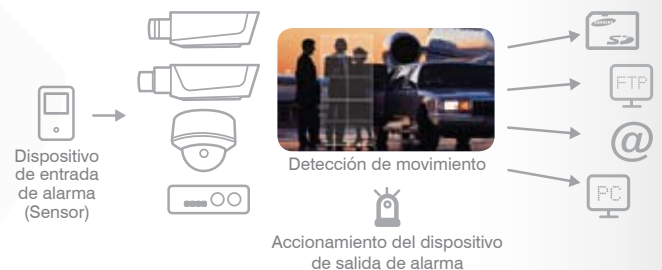 Dispositivo
de entrada
de alarma
(Sensor)
Detección de movimiento
Accionamiento del dispositivo
de salida de alarma
SAMSUNG
SD
FTP
@
PC